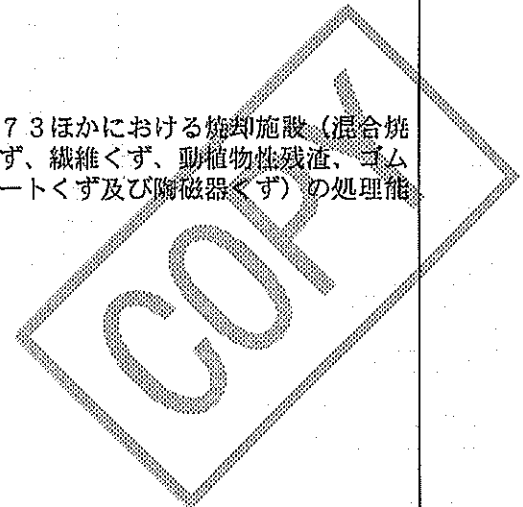 73ほかにおける焼却施設（混合焼
ず、繊維くず、動植物性残渣、ゴム
ートくず及び陶磁器くず）の処理能
COPY